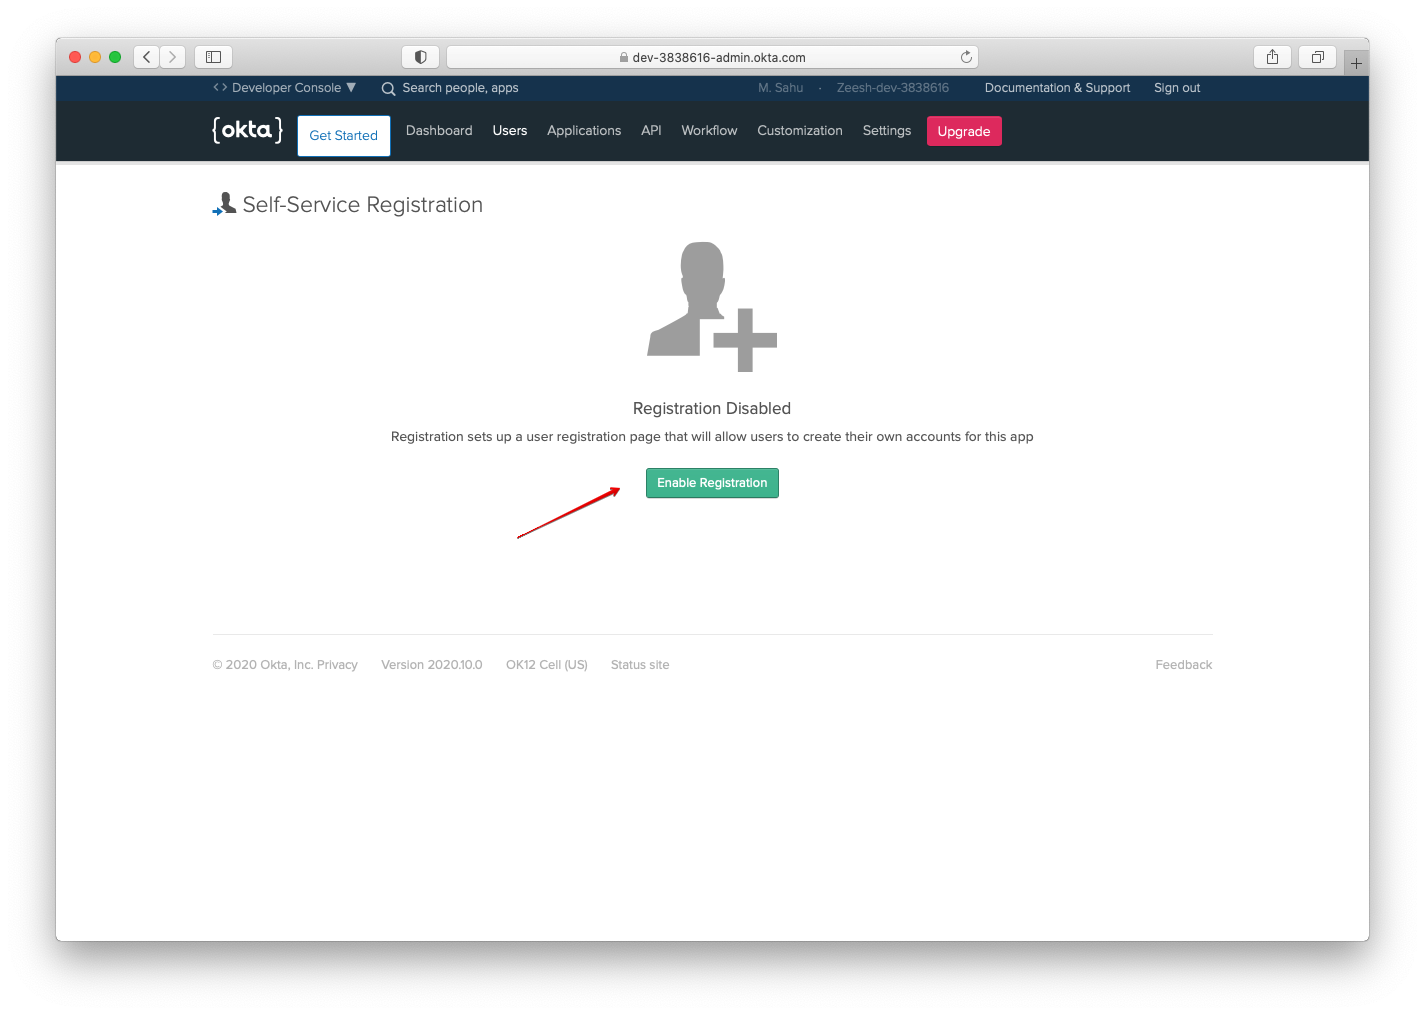 dev-3838616-admin.okta.com
<> Developer Console ▼ Search people, apps M. Sahu · Zeesh-dev-3838616 Documentation & Support Sign out
{okta} Get Started Dashboard Users Applications API Workflow Customization Settings Upgrade
Self-Service Registration
Registration Disabled
Registration sets up a user registration page that will allow users to create their own accounts for this app
Enable Registration
© 2020 Okta, Inc. Privacy Version 2020.10.0 OK12 Cell (US) Status site Feedback